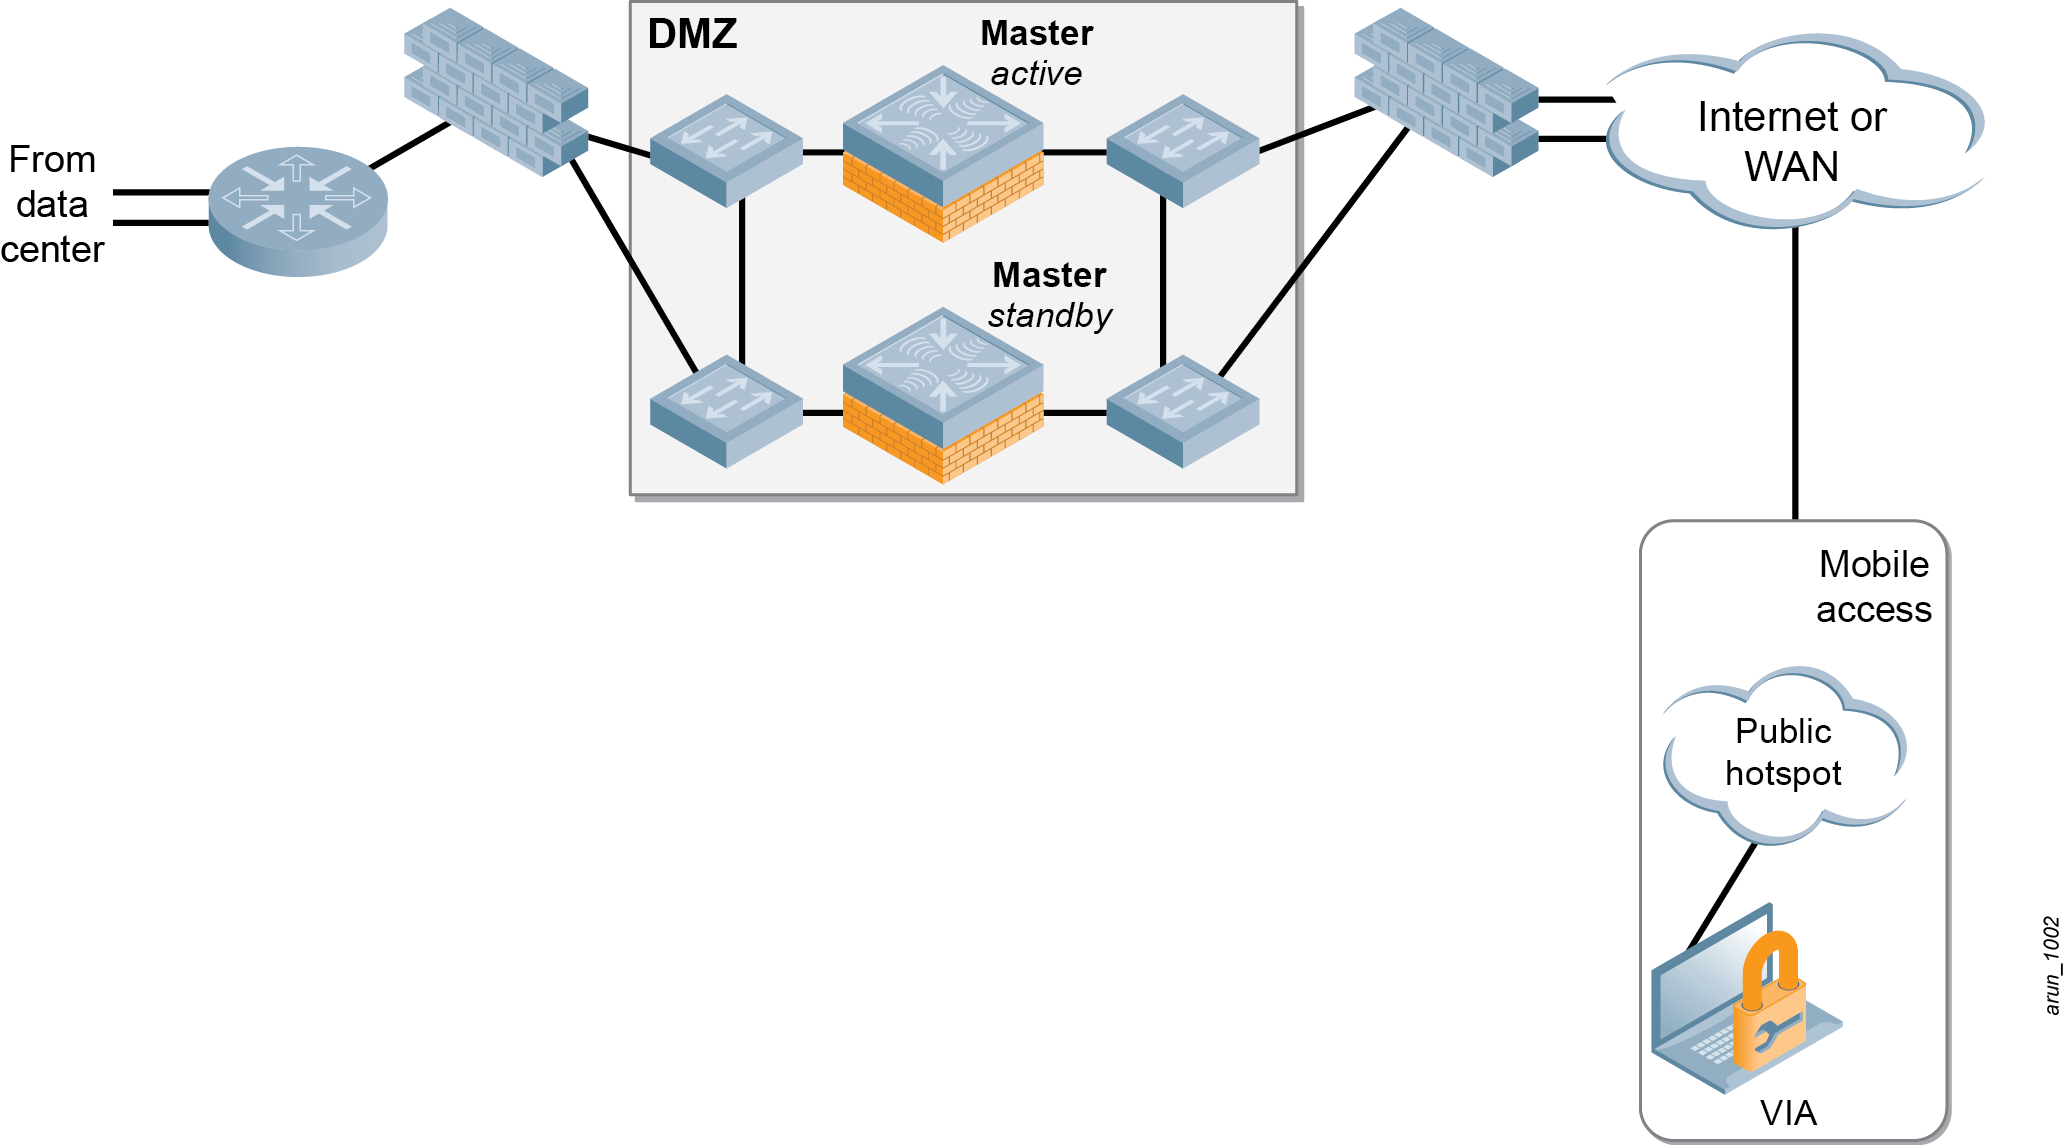 DMZ
Master
active
From
data
center
Internet or
WAN
Master
standby
Mobile
access
Public
hotspot
VIA
arun_1002